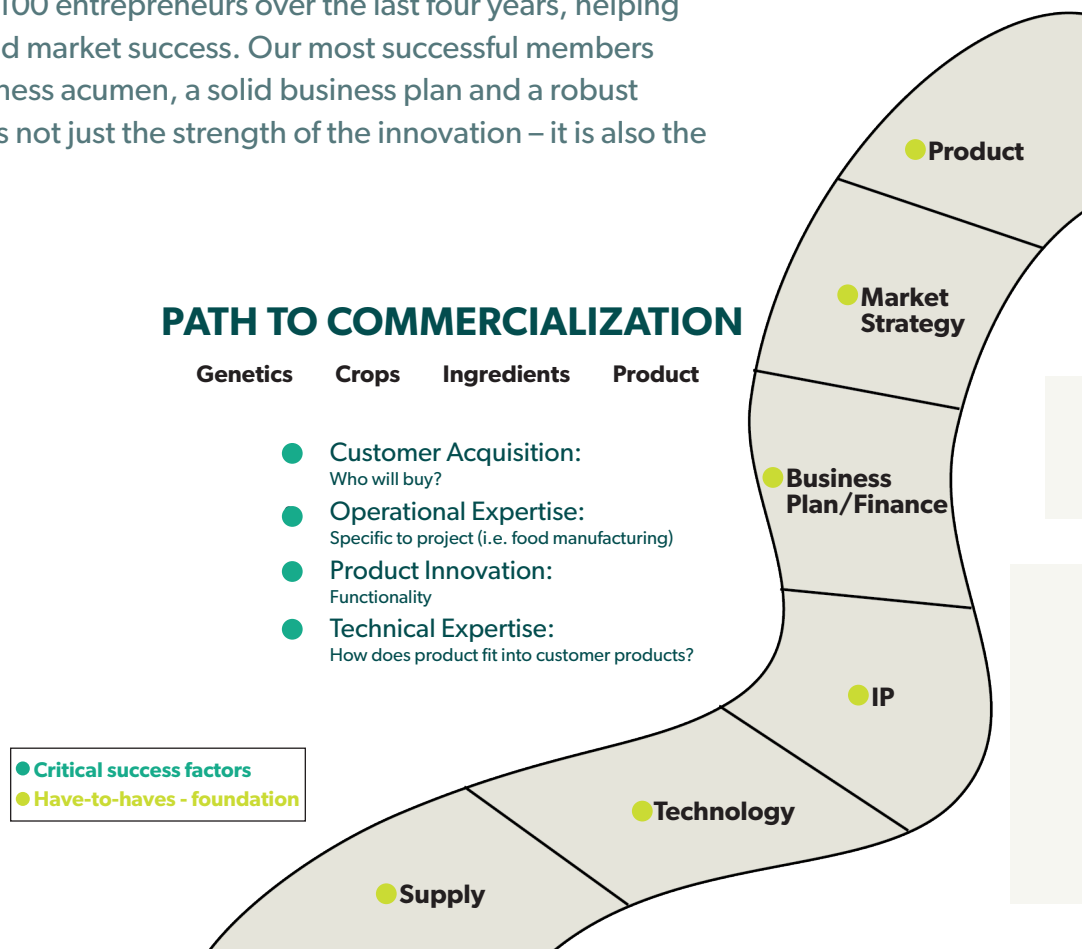 100 entrepreneurs over the last four years, helping
d market success. Our most successful members
ness acumen, a solid business plan and a robust
s not just the strength of the innovation – it is also the
Product
Market
Strategy
PATH TO COMMERCIALIZATION
Genetics Crops Ingredients Product
Customer Acquisition:
Who will buy?
Operational Expertise:
Specific to project (i.e. food manufacturing)
Product Innovation:
Functionality
Technical Expertise:
How does product fit into customer products?
Business
Plan/Finance
IP
Critical success factors
Have-to-haves - foundation
Technology
Supply